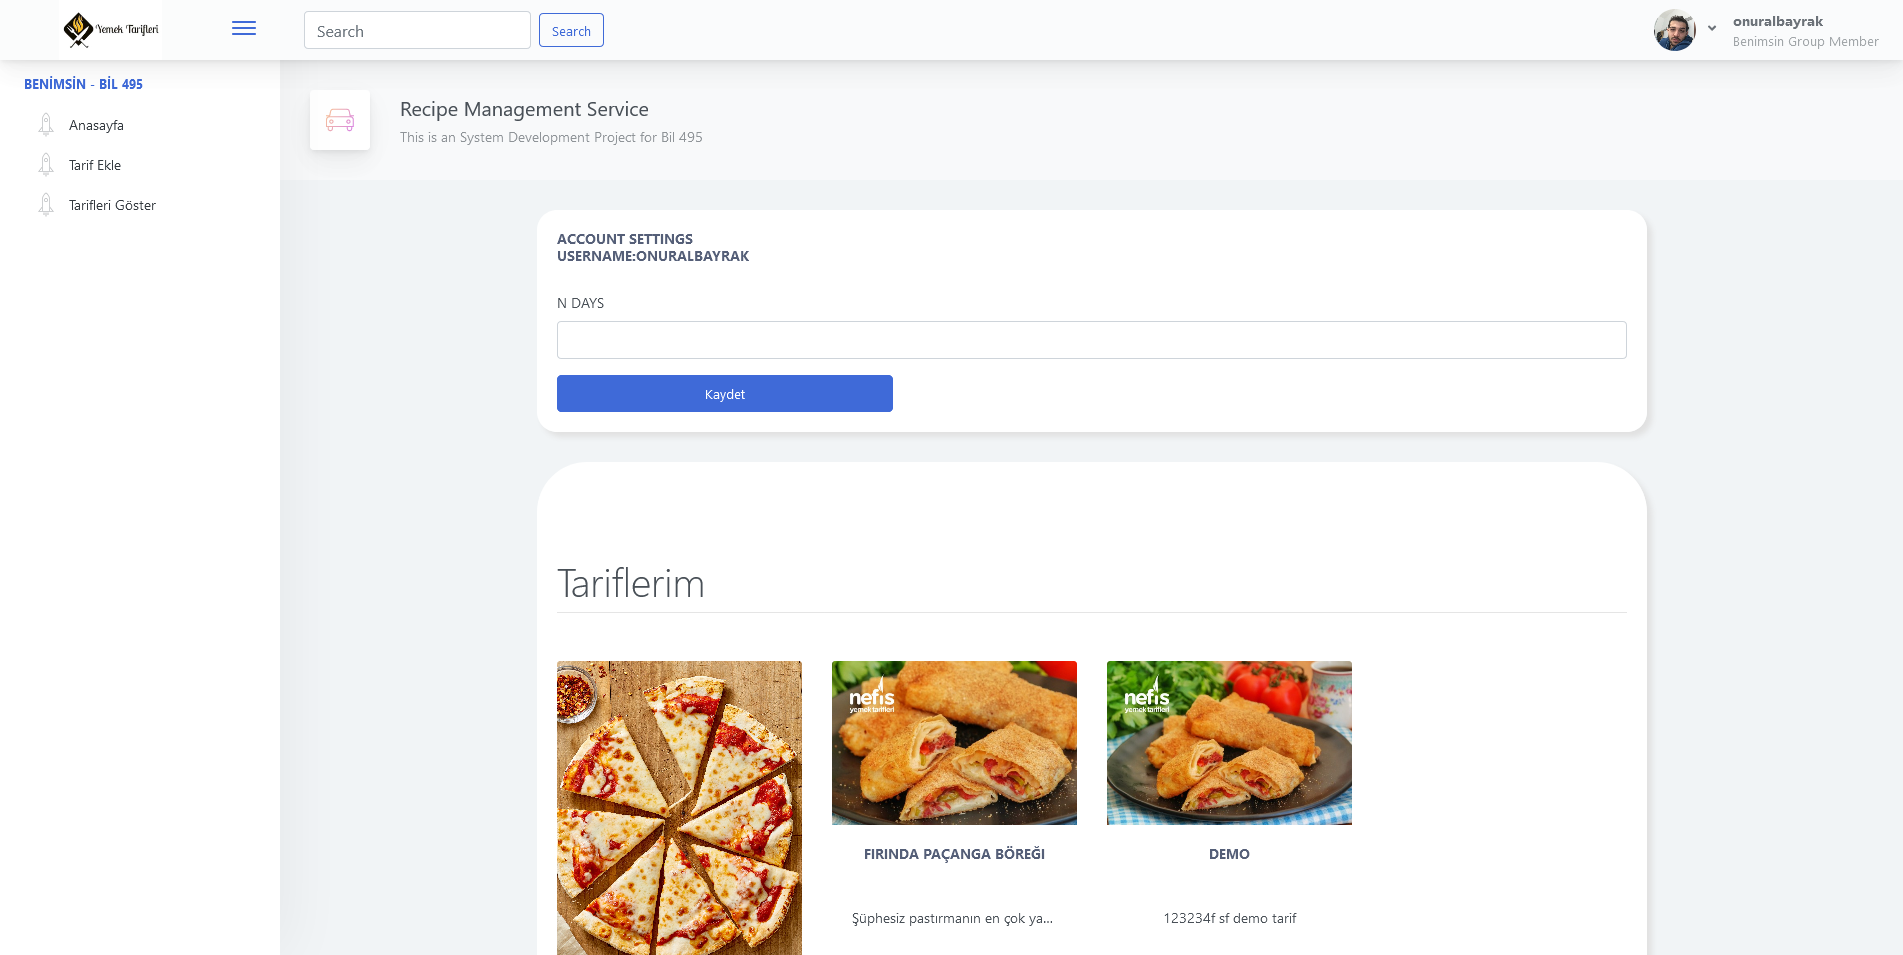 Yemek Tarifleri
Search
Search
onuralbayrak
Benimsin Group Member
BENİMSİN - BİL 495
Anasayfa
Tarif Ekle
Tarifleri Göster
Recipe Management Service
This is an System Development Project for Bil 495
ACCOUNT SETTINGS
USERNAME:ONURALBAYRAK
N DAYS
Kaydet
Tariflerim
nefis
yemek tarifleri
nefis
yemek tarifleri
FIRINDA PAÇANGA BÖREĞI
DEMO
Şüphesiz pastırmanın en çok ya...
123234f sf demo tarif